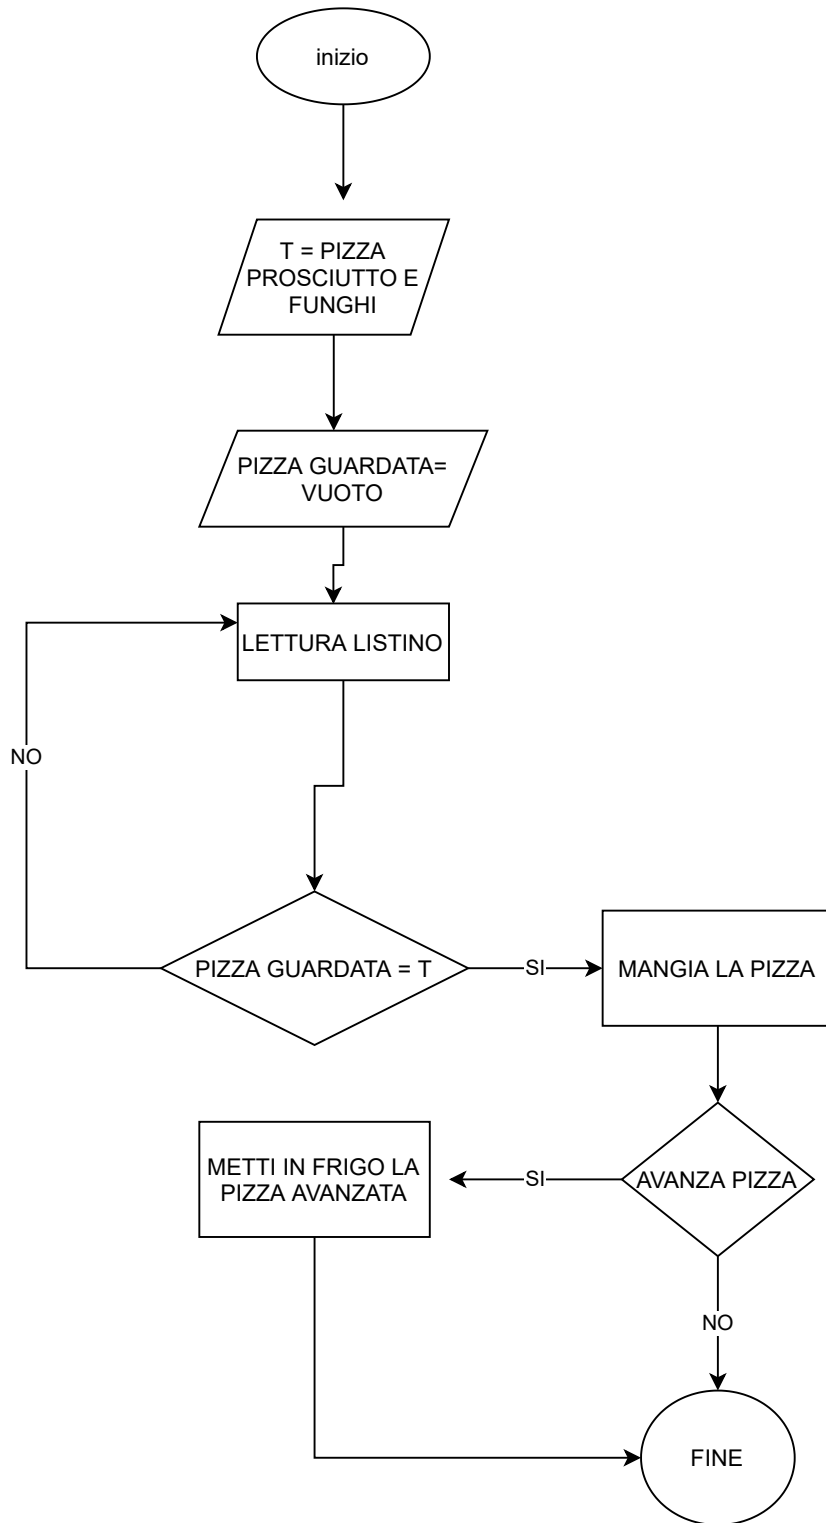 inizio
T = PIZZA
PROSCIUTTO E
FUNGHI
PIZZA GUARDATA=
VUOTO
LETTURA LISTINO
NO
PIZZA GUARDATA = T
SI
MANGIA LA PIZZA
METTI IN FRIGO LA
PIZZA AVANZATA
SI
AVANZA PIZZA
NO
FINE